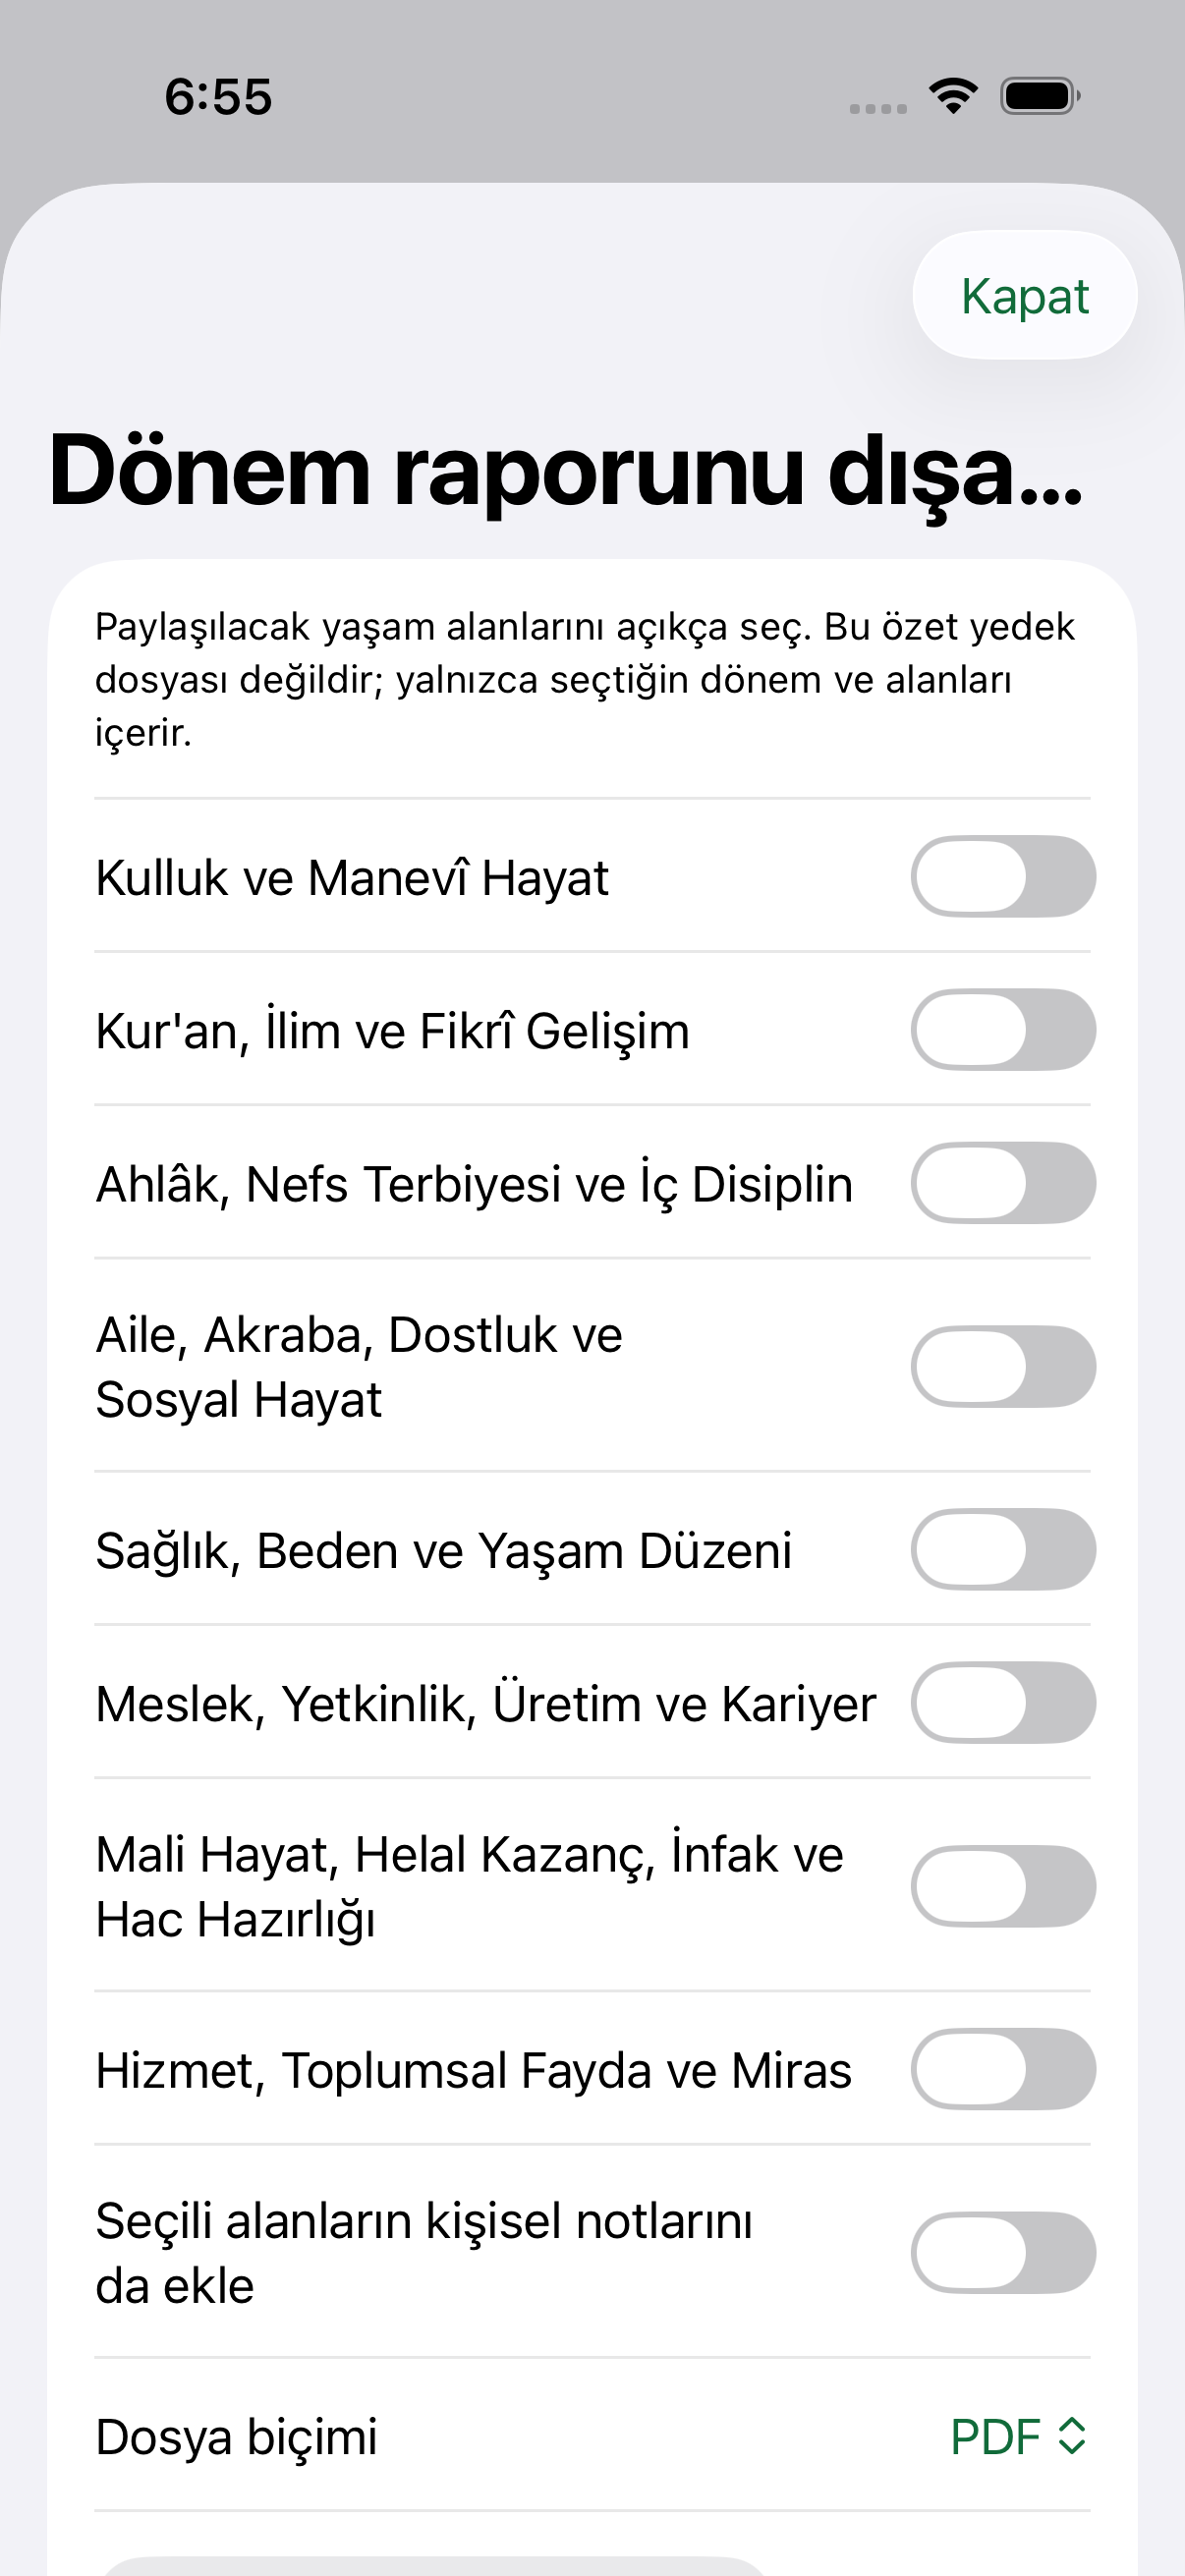 6:55
Kapat
Dönem raporunu dışa...
Paylaşılacak yaşam alanlarını açıkça seç. Bu özet yedek
dosyası değildir; yalnızca seçtiğin dönem ve alanları
içerir.
Kulluk ve Manevî Hayat
Kur'an, İlim ve Fikrî Gelişim
Ahlâk, Nefs Terbiyesi ve İç Disiplin
Aile, Akraba, Dostluk ve
Sosyal Hayat
Sağlık, Beden ve Yaşam Düzeni
Meslek, Yetkinlik, Üretim ve Kariyer
Mali Hayat, Helal Kazanç, İnfak ve
Hac Hazırlığı
Hizmet, Toplumsal Fayda ve Miras
Seçili alanların kişisel notlarını
da ekle
Dosya biçimi PDF